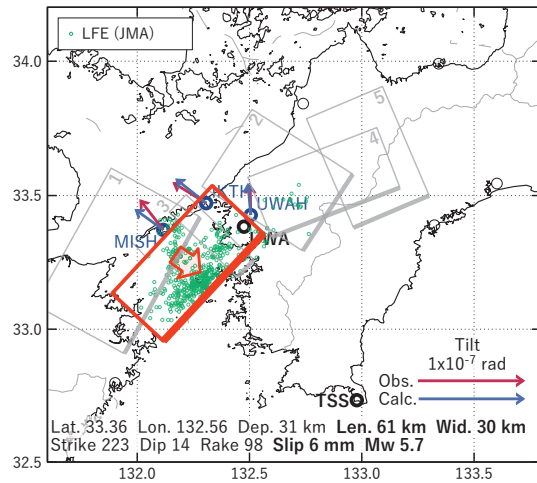 LFE (JMA)
34.0
33.5
33.0
32.5
132.0
132.5
133.0
133.5
1
2
3
4
5
KTK
UWAH
MISH
WA
TSS
Tilt
1x10⁻⁷ rad
Obs.
Calc.
Lat. 33.36 Lon. 132.56 Dep. 31 km Len. 61 km Wid. 30 km
Strike 223 Dip 14 Rake 98 Slip 6 mm Mw 5.7